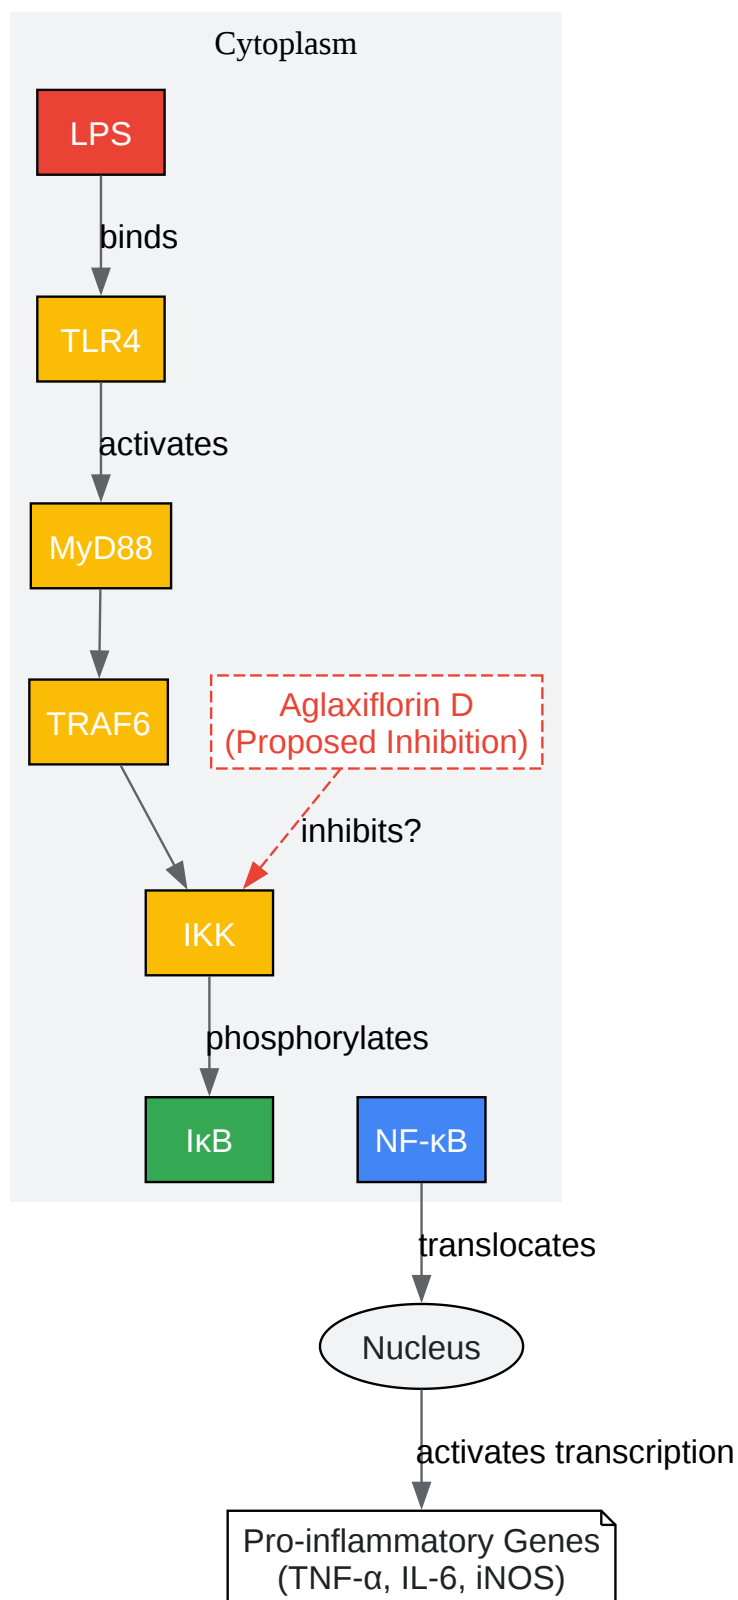 Cytoplasm
LPS
binds
TLR4
activates
MyD88
TRAF6
Aglaxiflorin D
(Proposed Inhibition)
inhibits?
IKK
phosphorylates
IκB
NF-κB
translocates
Nucleus
activates transcription
Pro-inflammatory Genes
(TNF-α, IL-6, iNOS)